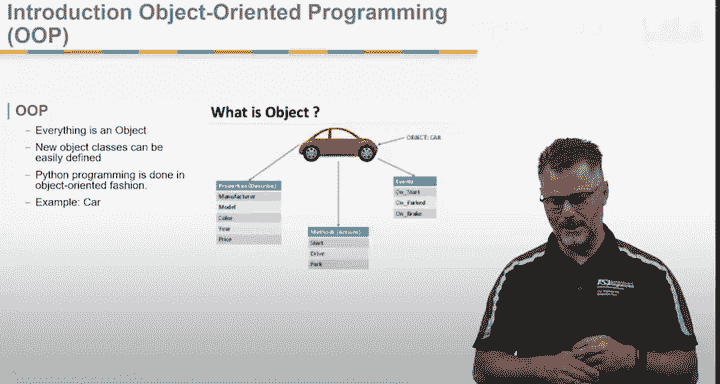 Introduction Object-Oriented Programming
(OOP)
OOP
– Everything is an Object
– New object classes can be
easily defined
– Python programming is done in
object-oriented fashion.
– Example: Car
What is Object ?
OBJECT: CAR
Properties (Describe)
Manufacturer
Model
Color
Year
Price
Methods (Actions)
Start
Drive
Park
Events
On_Start
On_Parked
On_Brake